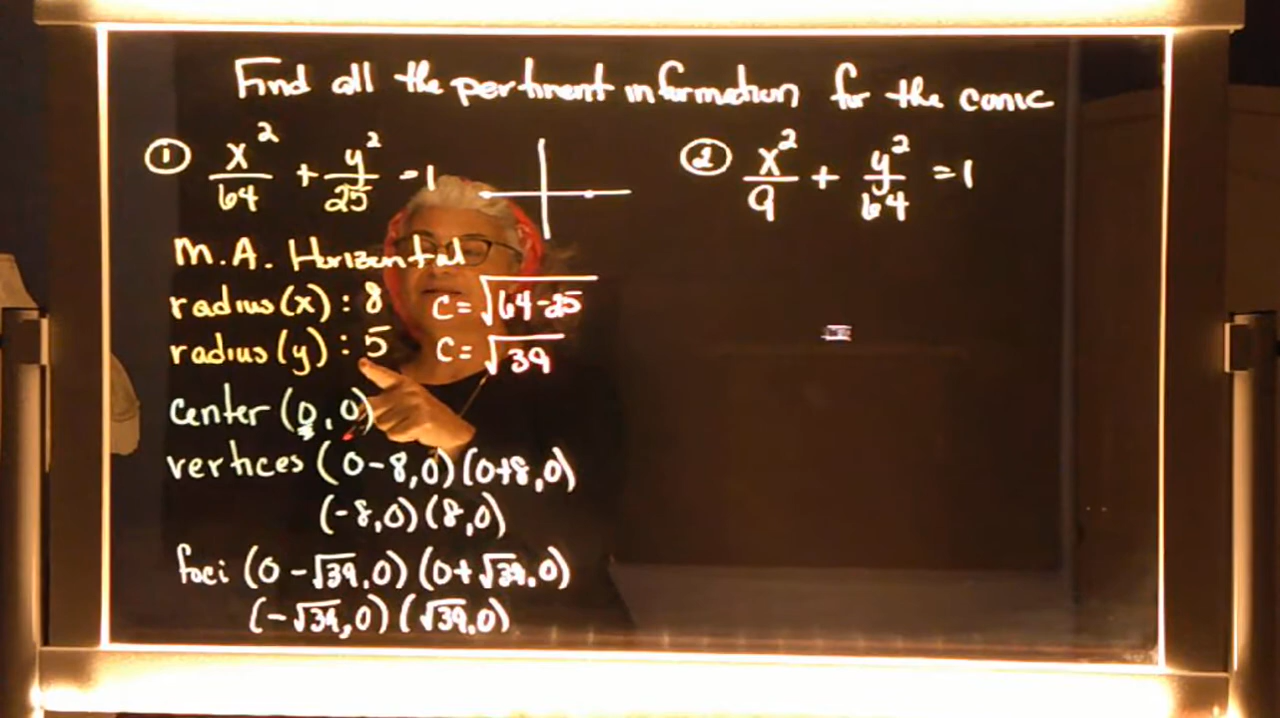 Find all the pertinent information for the conic
① x²/64 + y²/25 = 1
M.A. Horizontal
radius(x): 8 c=√64-25
radius(y): 5 c=√39
center (0,0)
vertices (0-8,0)(0+8,0)
(-8,0)(8,0)
foci (0-√39,0)(0+√39,0)
(-√39,0)(√39,0)
② x²/9 + y²/64 = 1